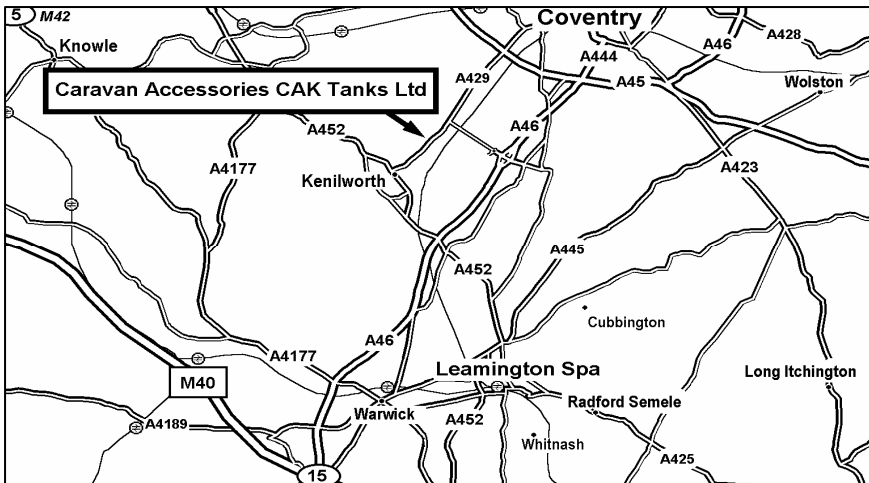 5
M42
Coventry
A46
A428
Knowle
A444
A429
A45
Wolston
Caravan Accessories CAK Tanks Ltd
A452
A46
A4177
A423
Kenilworth
A445
A452
Cubbington
A46
A4177
Leamington Spa
M40
Long Itchington
Warwick
Radford Semele
A4189
A452
Whitnash
A425
15